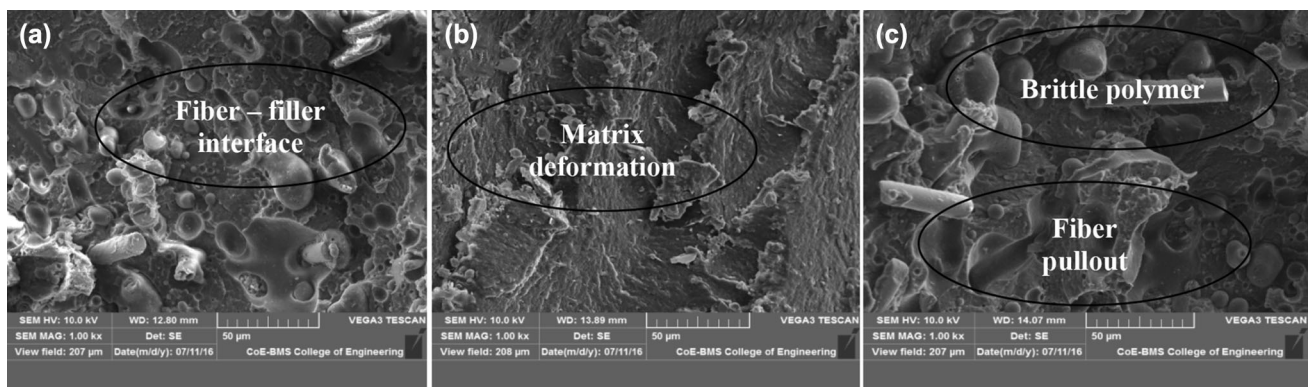 (a)
Fiber – filler
interface
SEM HV: 10.0 kV WD: 12.80 mm VEGA3 TESCAN
SEM MAG: 1.00 kx Det: SE 50 µm
View field: 207 µm Date(m/d/y): 07/11/16 CoE-BMS College of Engineering
(b)
Matrix
deformation
SEM HV: 10.0 kV WD: 13.89 mm VEGA3 TESCAN
SEM MAG: 1.00 kx Det: SE 50 µm
View field: 208 µm Date(m/d/y): 07/11/16 CoE-BMS College of Engineering
(c)
Brittle polymer
Fiber
pullout
SEM HV: 10.0 kV WD: 14.07 mm VEGA3 TESCAN
SEM MAG: 1.00 kx Det: SE 50 µm
View field: 207 µm Date(m/d/y): 07/11/16 CoE-BMS College of Engineering